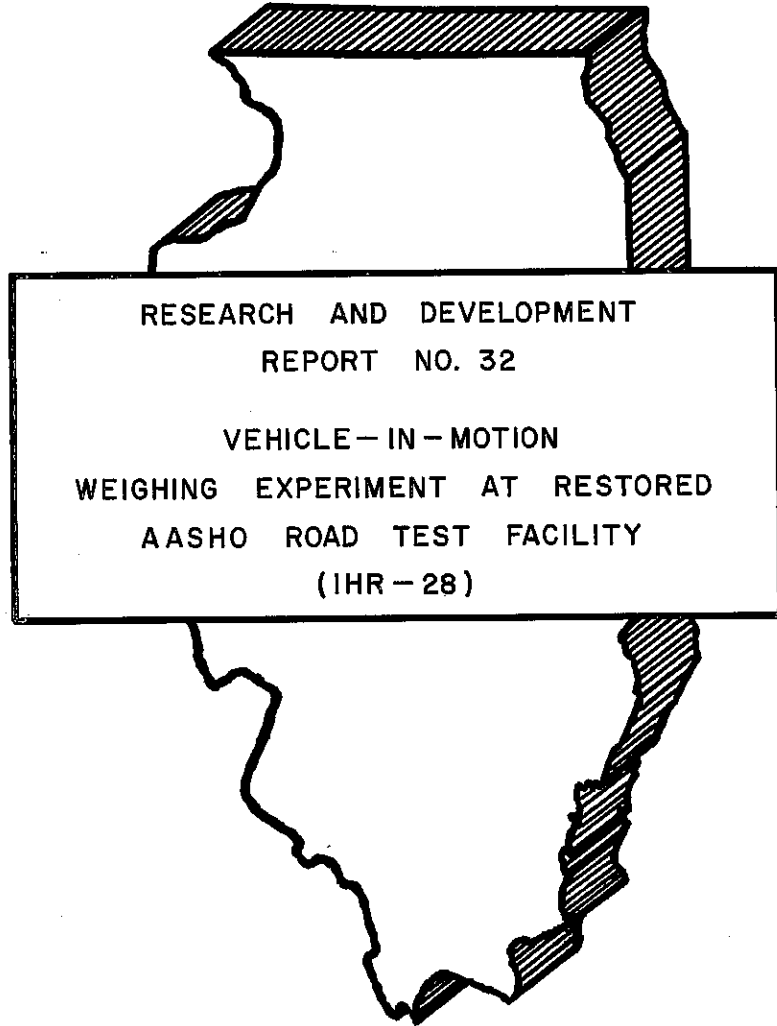 RESEARCH AND DEVELOPMENT
REPORT NO. 32
VEHICLE-IN-MOTION
WEIGHING EXPERIMENT AT RESTORED
AASHO ROAD TEST FACILITY
(IHR-28)